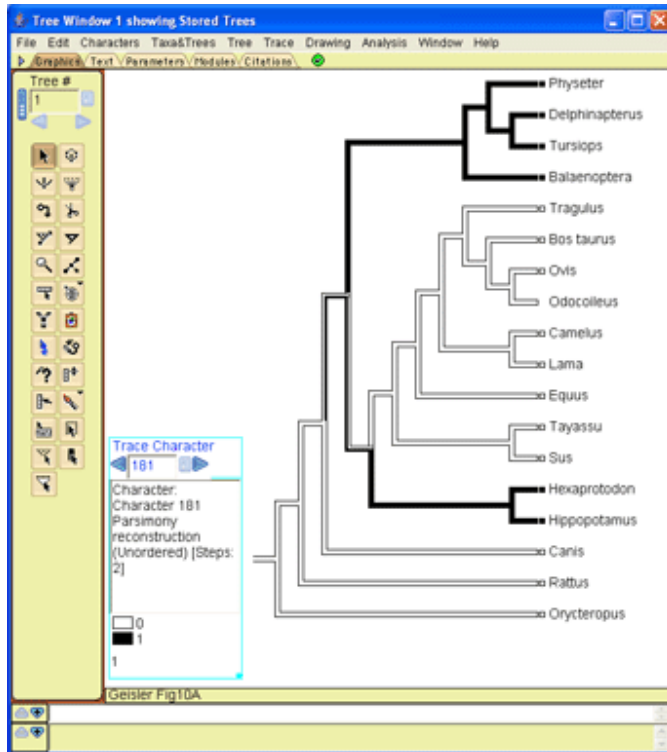 Tree Window 1 showing Stored Trees
File Edit Characters Taxa&Trees Tree Trace Drawing Analysis Window Help
Graphics Text Parameters Modules Citations
Tree #
1
Physeter
Delphinapterus
Tursiops
Balaenoptera
Tragulus
Bos taurus
Ovis
Odocoileus
Camelus
Lama
Equus
Tayassu
Sus
Hexaprotodon
Hippopotamus
Canis
Rattus
Orycteropus
Trace Character
181
Character:
Character 181
Parsimony
reconstruction
(Unordered) [Steps:
2]
0
1
1
Geisler Fig10A